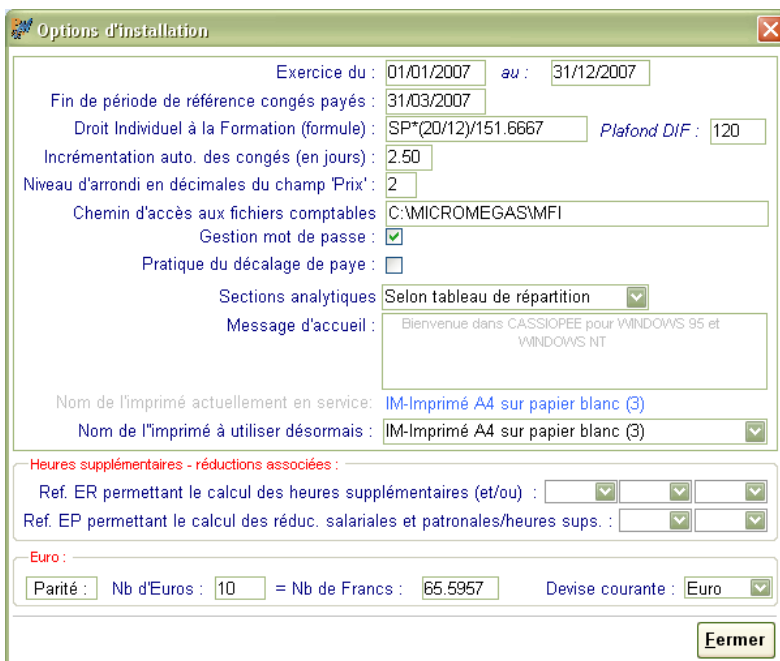 Options d'installation
Exercice du : 01/01/2007 au : 31/12/2007
Fin de période de référence congés payés : 31/03/2007
Droit Individuel à la Formation (formule) : SP*(20/12)/151.6667 Plafond DIF : 120
Incrémentation auto. des congés (en jours) : 2.50
Niveau d'arrondi en décimales du champ 'Prix' : 2
Chemin d'accès aux fichiers comptables C:\MICROMEGAS\MFI
Gestion mot de passe :
Pratique du décalage de paye :
Sections analytiques Selon tableau de répartition
Message d'accueil : Bienvenue dans CASSIOPEE pour WINDOWS 95 et
WINDOWS NT
Nom de l'imprimé actuellement en service: IM-Imprimé A4 sur papier blanc (3)
Nom de l''imprimé à utiliser désormais : IM-Imprimé A4 sur papier blanc (3)
Heures supplémentaires - réductions associées :
Ref. ER permettant le calcul des heures supplémentaires (et/ou) :
Ref. EP permettant le calcul des réduc. salariales et patronales/heures sups. :
Euro :
Parité : Nb d'Euros : 10 = Nb de Francs : 65.5957 Devise courante : Euro
Fermer